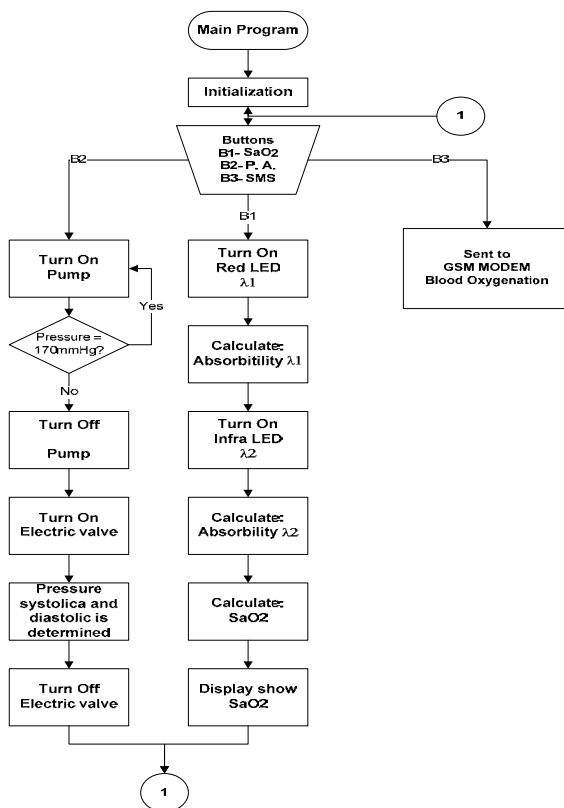 Main Program
Initialization
1
Buttons
B1- SaO2
B2- P. A.
B3- SMS
B2
B3
B1
Turn On
Pump
Yes
Pressure =
170mmHg?
No
Turn Off
Pump
Turn On
Electric valve
Pressure
systolica and
diastolic is
determined
Turn Off
Electric valve
Turn On
Red LED
λ1
Calculate:
Absorbitility λ1
Turn On
Infra LED
λ2
Calculate:
Absorbility λ2
Calculate:
SaO2
Display show
SaO2
Sent to
GSM MODEM
Blood Oxygenation
1